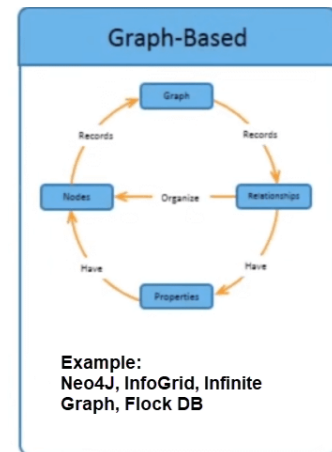 Graph-Based
Graph
Records
Records
Nodes
Organize
Relationships
Have
Have
Properties
Example:
Neo4J, InfoGrid, Infinite
Graph, Flock DB